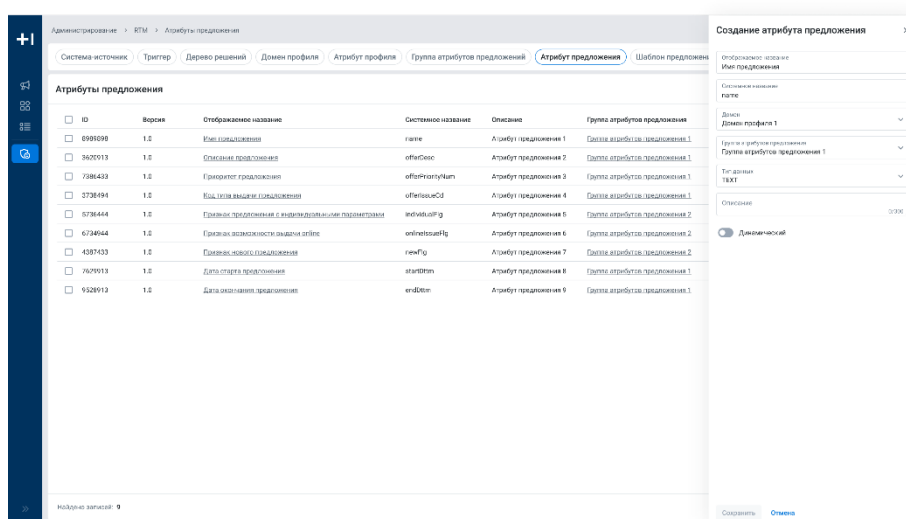 Администрирование > RTM > Атрибуты предложения
Система-источник Триггер Дерево решений Домен профиля Атрибут профиля Группа атрибутов предложений Атрибут предложения Шаблон предложен
Атрибуты предложения
ID Версия Отображаемое название Системное название Описание Группа атрибутов предложения
8989898 1.0 Имя предложения name Атрибут предложения 1 Группа атрибутов предложения 1
3620913 1.0 Описание предложения offerDesc Атрибут предложения 2 Группа атрибутов предложения 1
7386433 1.0 Приоритет предложения offerPriorityNum Атрибут предложения 3 Группа атрибутов предложения 1
3738494 1.0 Код типа выдачи предложения offerIssueCd Атрибут предложения 4 Группа атрибутов предложения 1
5736444 1.0 Признак предложения с индивидуальными параметрами individualFlg Атрибут предложения 5 Группа атрибутов предложения 2
6734944 1.0 Признак возможности выдачи online onlineIssueFlg Атрибут предложения 6 Группа атрибутов предложения 2
4387433 1.0 Признак нового предложения newFlg Атрибут предложения 7 Группа атрибутов предложения 2
7629913 1.0 Дата старта предложения startDttm Атрибут предложения 8 Группа атрибутов предложения 1
9528913 1.0 Дата окончания предложения endDttm Атрибут предложения 9 Группа атрибутов предложения 1
Найдено записей: 9
Создание атрибута предложения
Отображаемое название
Имя предложения
Системное название
name
Домен
Домен профиля 1
Группа атрибутов предложения
Группа атрибутов предложения 1
Тип данных
TEXT
Описание
Динамический
Сохранить Отмена